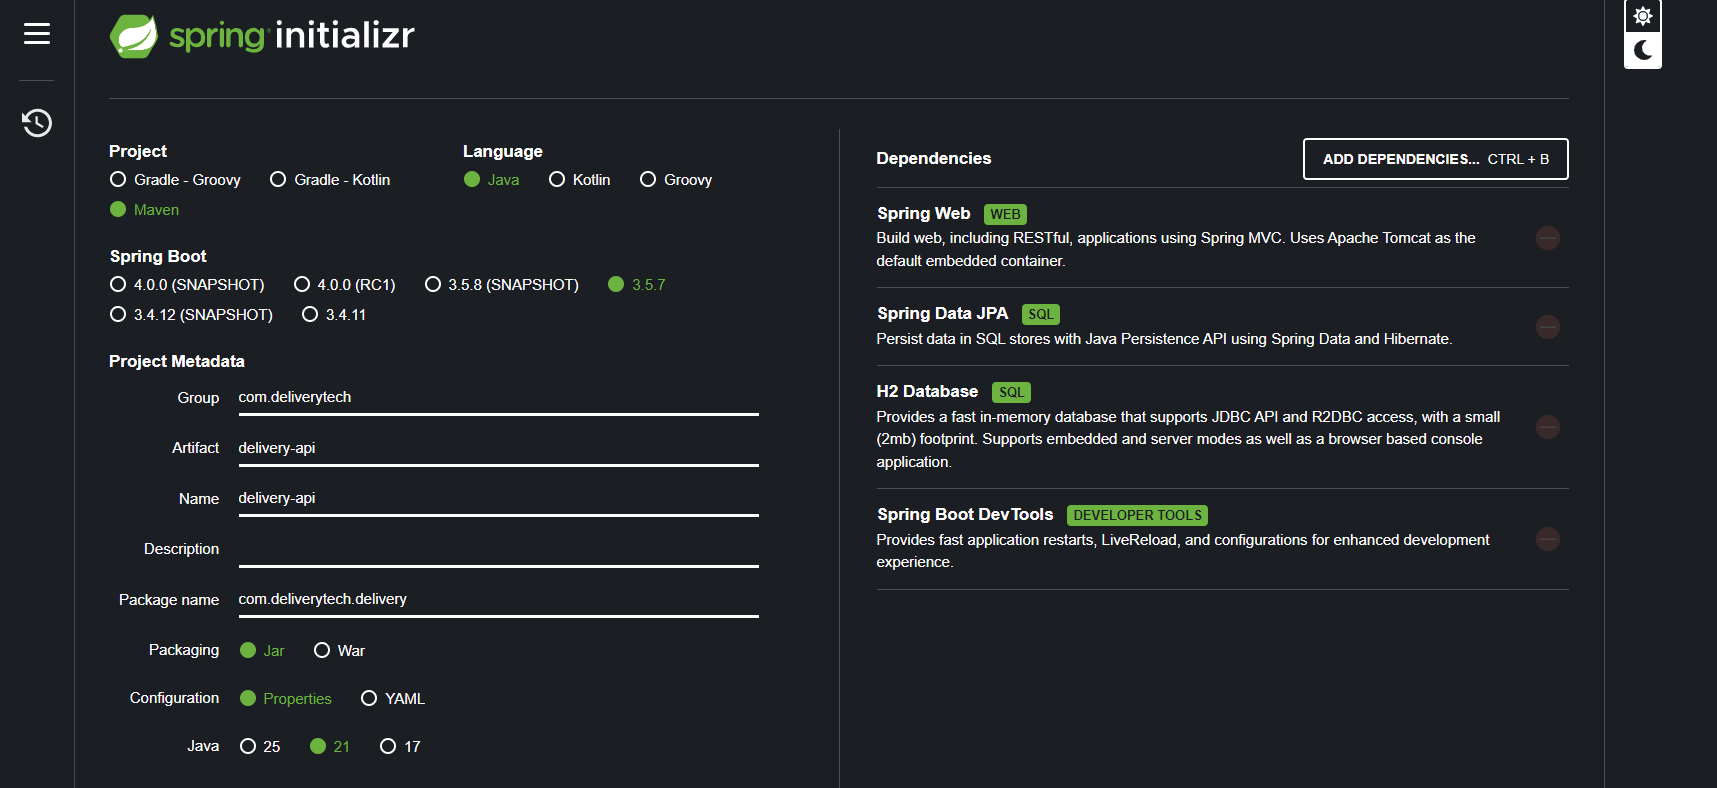 spring initializr
Project
Gradle - Groovy Gradle - Kotlin
Maven
Language
Java Kotlin Groovy
Spring Boot
4.0.0 (SNAPSHOT) 4.0.0 (RC1) 3.5.8 (SNAPSHOT) 3.5.7
3.4.12 (SNAPSHOT) 3.4.11
Project Metadata
Group com.deliverytech
Artifact delivery-api
Name delivery-api
Description
Package name com.deliverytech.delivery
Packaging Jar War
Configuration Properties YAML
Java 25 21 17
Dependencies ADD DEPENDENCIES... CTRL + B
Spring Web WEB
Build web, including RESTful, applications using Spring MVC. Uses Apache Tomcat as the
default embedded container.
Spring Data JPA SQL
Persist data in SQL stores with Java Persistence API using Spring Data and Hibernate.
H2 Database SQL
Provides a fast in-memory database that supports JDBC API and R2DBC access, with a small
(2mb) footprint. Supports embedded and server modes as well as a browser based console
application.
Spring Boot DevTools DEVELOPER TOOLS
Provides fast application restarts, LiveReload, and configurations for enhanced development
experience.